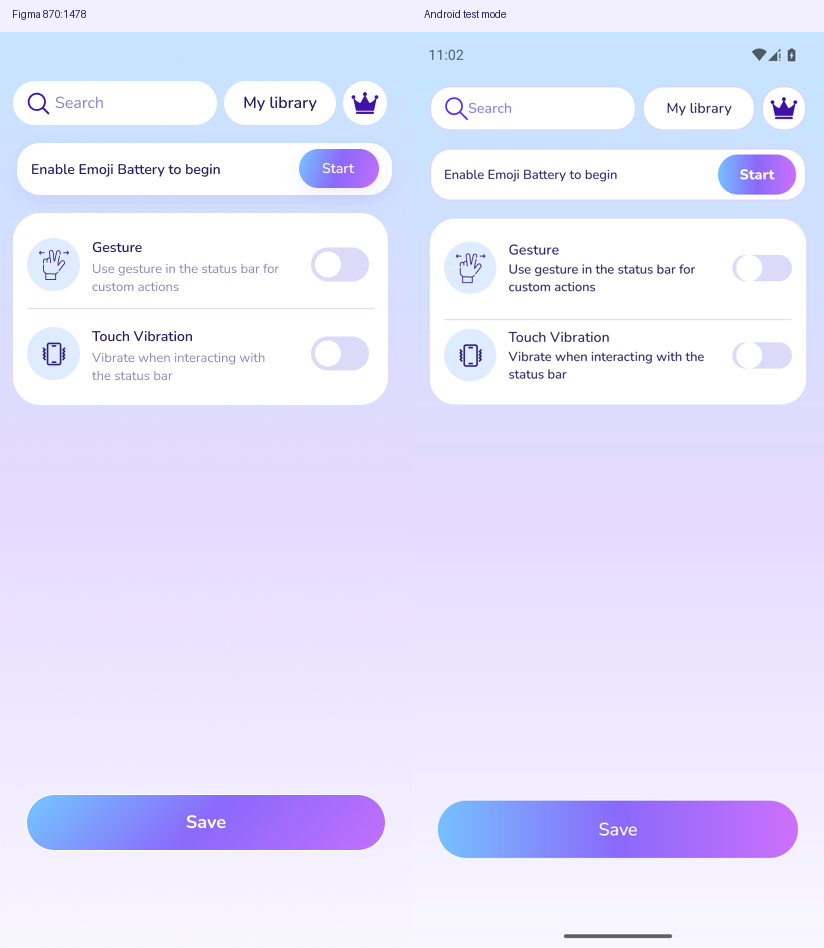 Figma 870:1478
Search
My library
Enable Emoji Battery to begin
Start
Gesture
Use gesture in the status bar for
custom actions
Touch Vibration
Vibrate when interacting with
the status bar
Save
Android test mode
11:02
Search
My library
Enable Emoji Battery to begin
Start
Gesture
Use gesture in the status bar for
custom actions
Touch Vibration
Vibrate when interacting with the
status bar
Save